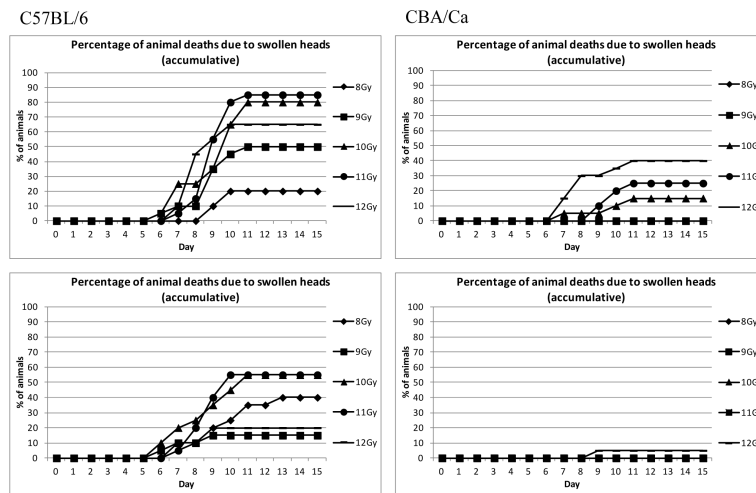 C57BL/6
CBA/Ca
Percentage of animal deaths due to swollen heads
(accumulative)
% of animals
100
90
80
70
60
50
40
30
20
10
0
0 1 2 3 4 5 6 7 8 9 10 11 12 13 14 15
Day
8Gy
9Gy
10Gy
11Gy
12Gy
Percentage of animal deaths due to swollen heads
(accumulative)
% of animals
100
90
80
70
60
50
40
30
20
10
0
0 1 2 3 4 5 6 7 8 9 10 11 12 13 14 15
Day
8Gy
9Gy
10G
11G
12G
Percentage of animal deaths due to swollen heads
(accumulative)
% of animals
100
90
80
70
60
50
40
30
20
10
0
0 1 2 3 4 5 6 7 8 9 10 11 12 13 14 15
Day
8Gy
9Gy
10Gy
11Gy
12Gy
Percentage of animal deaths due to swollen heads
(accumulative)
% of animals
100
90
80
70
60
50
40
30
20
10
0
0 1 2 3 4 5 6 7 8 9 10 11 12 13 14 15
Day
8Gy
9Gy
10G
11G
12G